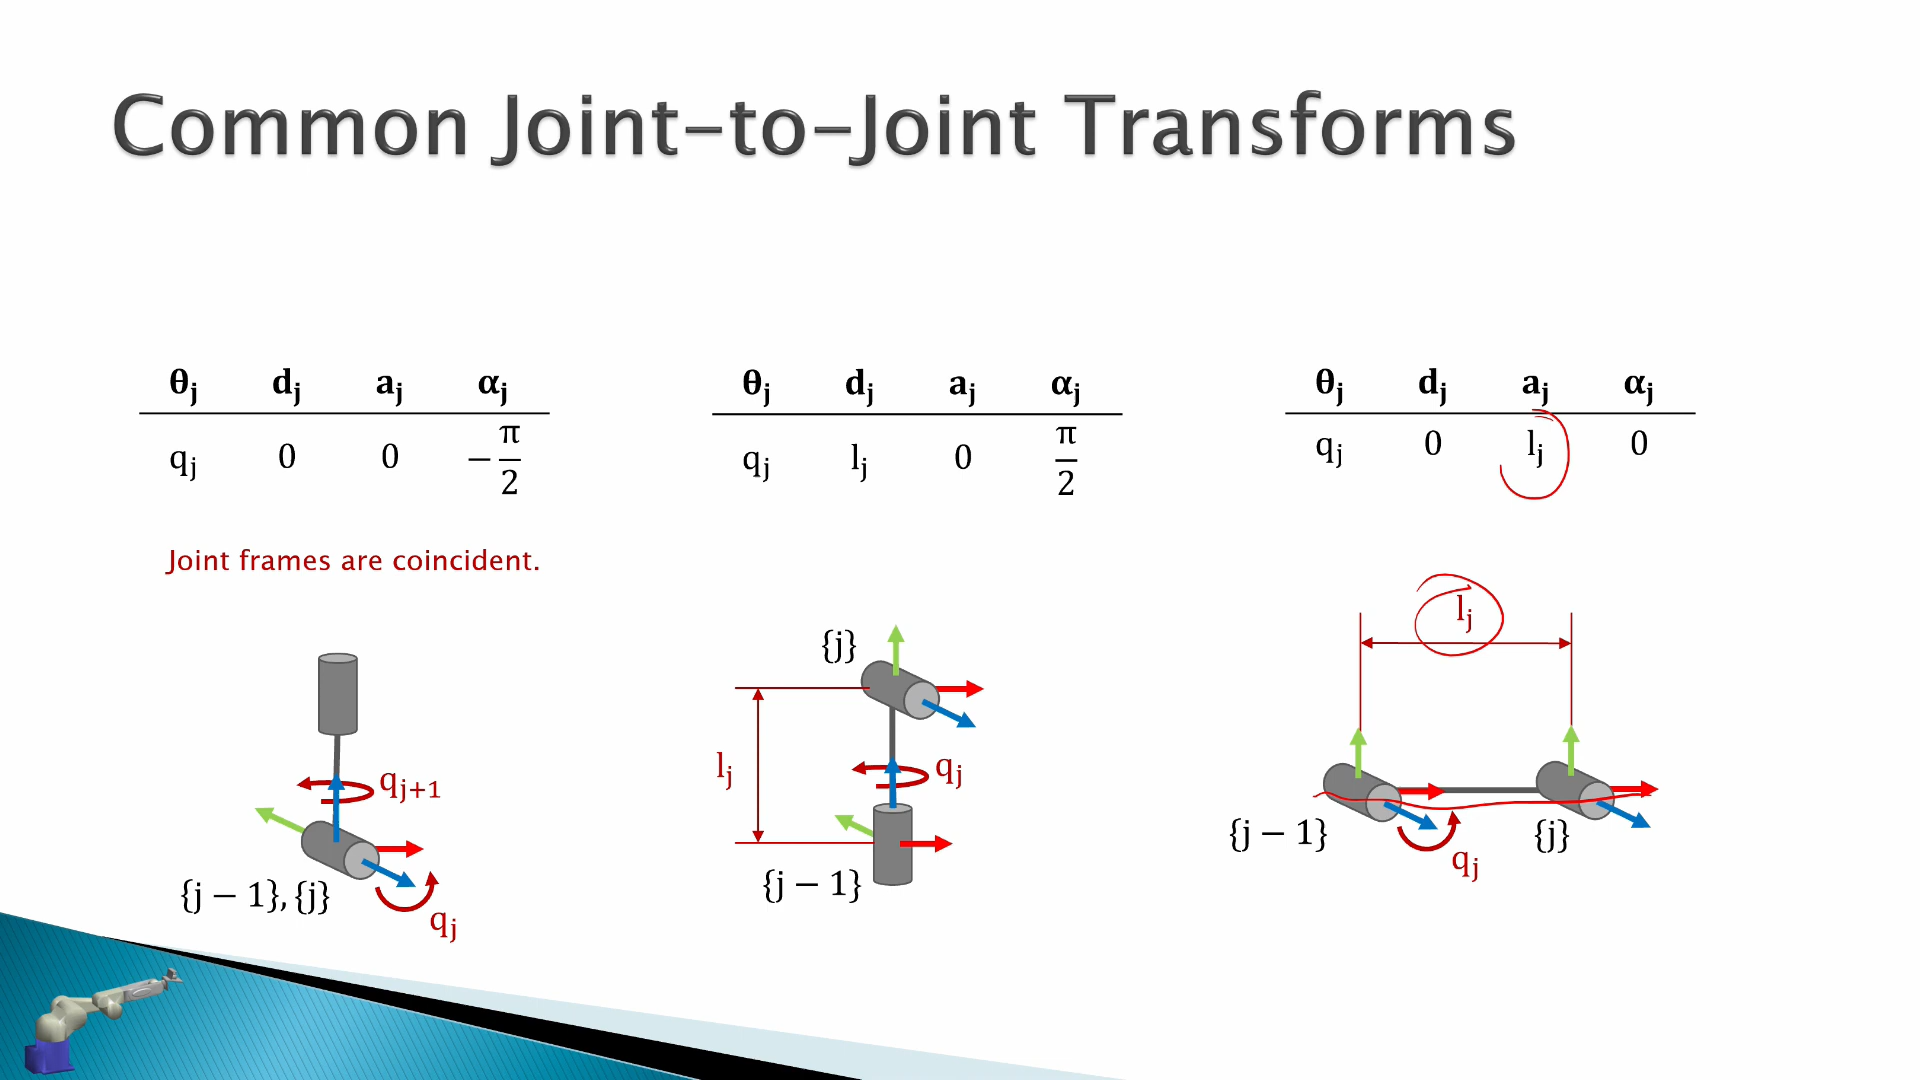 Common Joint-to-Joint Transforms
θj dj aj αj
qj 0 0 −π/2
Joint frames are coincident.
qj+1
{j − 1}, {j}
qj
θj dj aj αj
qj lj 0 π/2
{j}
lj
qj
{j − 1}
θj dj aj αj
qj 0 lj 0
lj
{j − 1}
{j}
qj